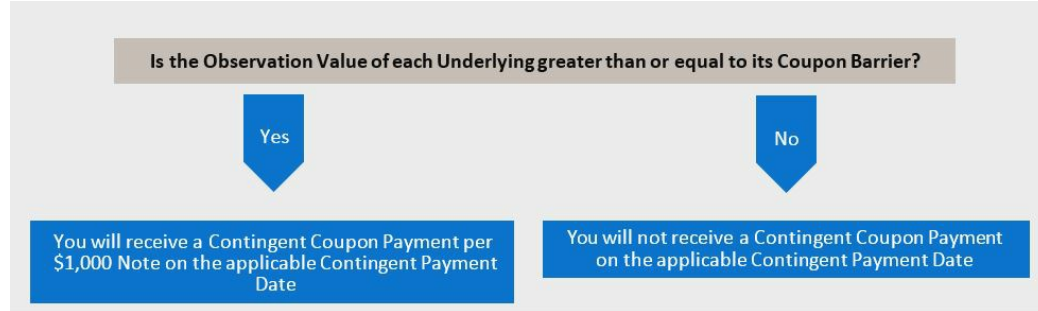 Is the Observation Value of each Underlying greater than or equal to its Coupon Barrier?
Yes
No
You will receive a Contingent Coupon Payment per
$1,000 Note on the applicable Contingent Payment
Date
You will not receive a Contingent Coupon Payment
on the applicable Contingent Payment Date